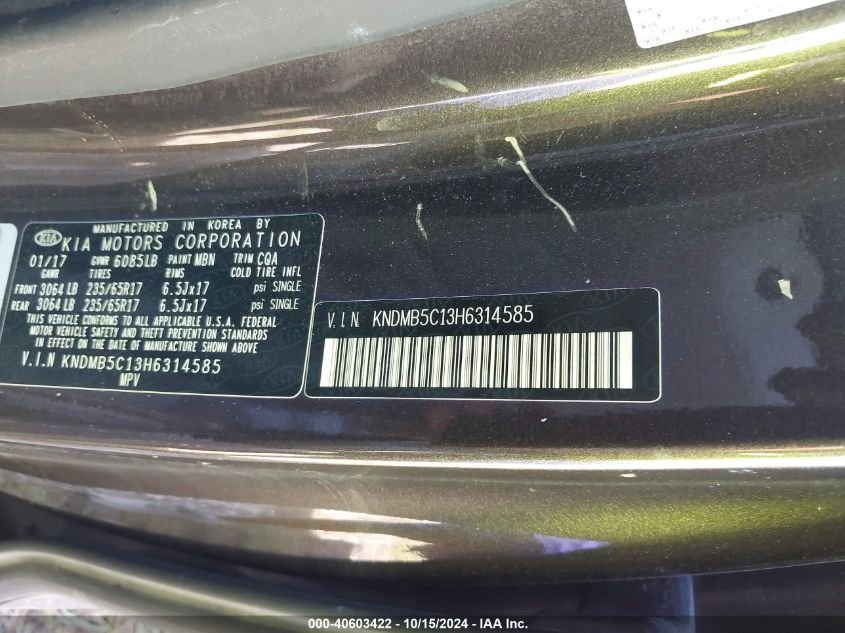 MANUFACTURED IN KOREA BY
KIA KIA MOTORS CORPORATION
01/17 GVWR 6085LB PAINT MBN TRIM CQA
GAWR TIRES RIMS COLD TIRE INFL
FRONT 3064 LB 235/65R17 6.5Jx17 psi SINGLE
REAR 3064 LB 235/65R17 6.5Jx17 psi SINGLE
THIS VEHICLE CONFORMS TO ALL APPLICABLE U.S.A. FEDERAL
MOTOR VEHICLE SAFETY AND THEFT PREVENTION STANDARDS
IN EFFECT ON THE DATE OF MANUFACTURE SHOWN ABOVE
V.I.N KNDMB5C13H6314585
MPV
V.I.N. KNDMB5C13H6314585
000-40603422 - 10/15/2024 - IAA Inc.